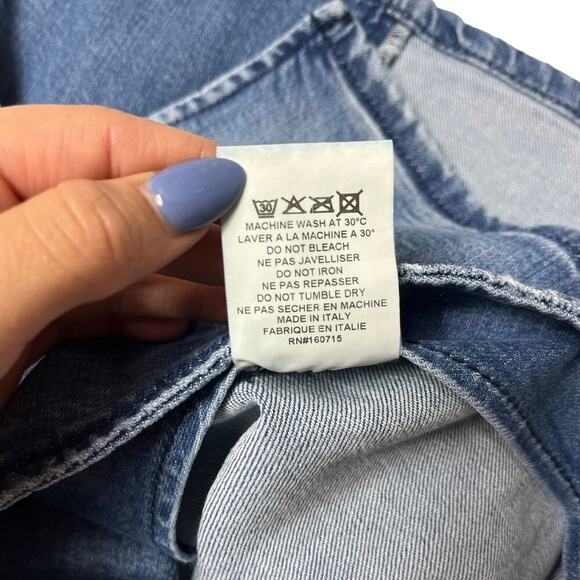 30
MACHINE WASH AT 30°C
LAVER A LA MACHINE A 30°
DO NOT BLEACH
NE PAS JAVELLISER
DO NOT IRON
NE PAS REPASSER
DO NOT TUMBLE DRY
NE PAS SECHER EN MACHINE
MADE IN ITALY
FABRIQUE EN ITALIE
RN#160715